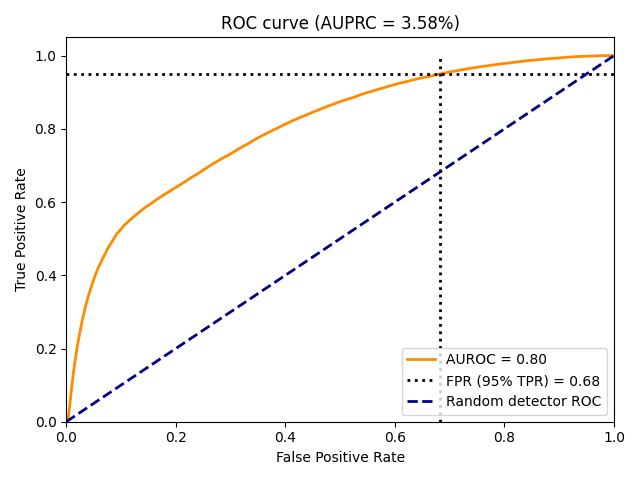 ROC curve (AUPRC = 3.58%)
True Positive Rate
1.0
0.8
0.6
0.4
0.2
0.0
AUROC = 0.80
FPR (95% TPR) = 0.68
Random detector ROC
0.0 0.2 0.4 0.6 0.8 1.0
False Positive Rate